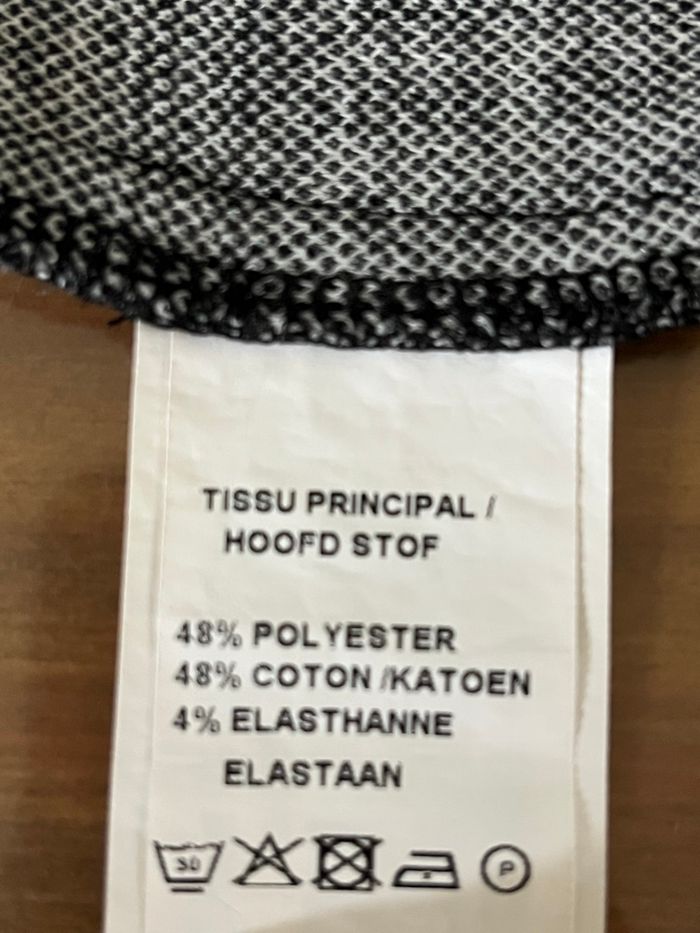 TISSU PRINCIPAL /
HOOFD STOF
48% POLYESTER
48% COTON /KATOEN
4% ELASTHANNE
ELASTAAN
30
P